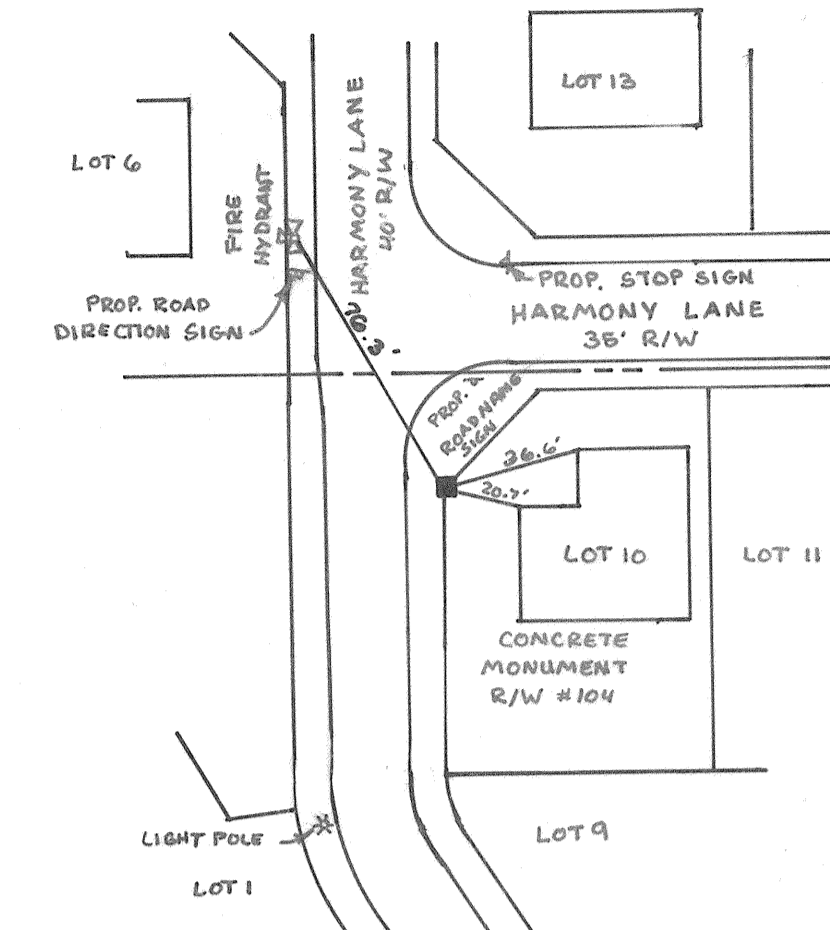 LOT 13
LOT 6
FIRE
HYDRANT
HARMONY LANE
40' R/W
PROP. STOP SIGN
HARMONY LANE
35' R/W
PROP. ROAD
DIRECTION SIGN
PROP.
ROAD NAME
SIGN
26.6'
20.7'
LOT 10
LOT 11
CONCRETE
MONUMENT
R/W #104
LIGHT POLE
LOT 9
LOT 1